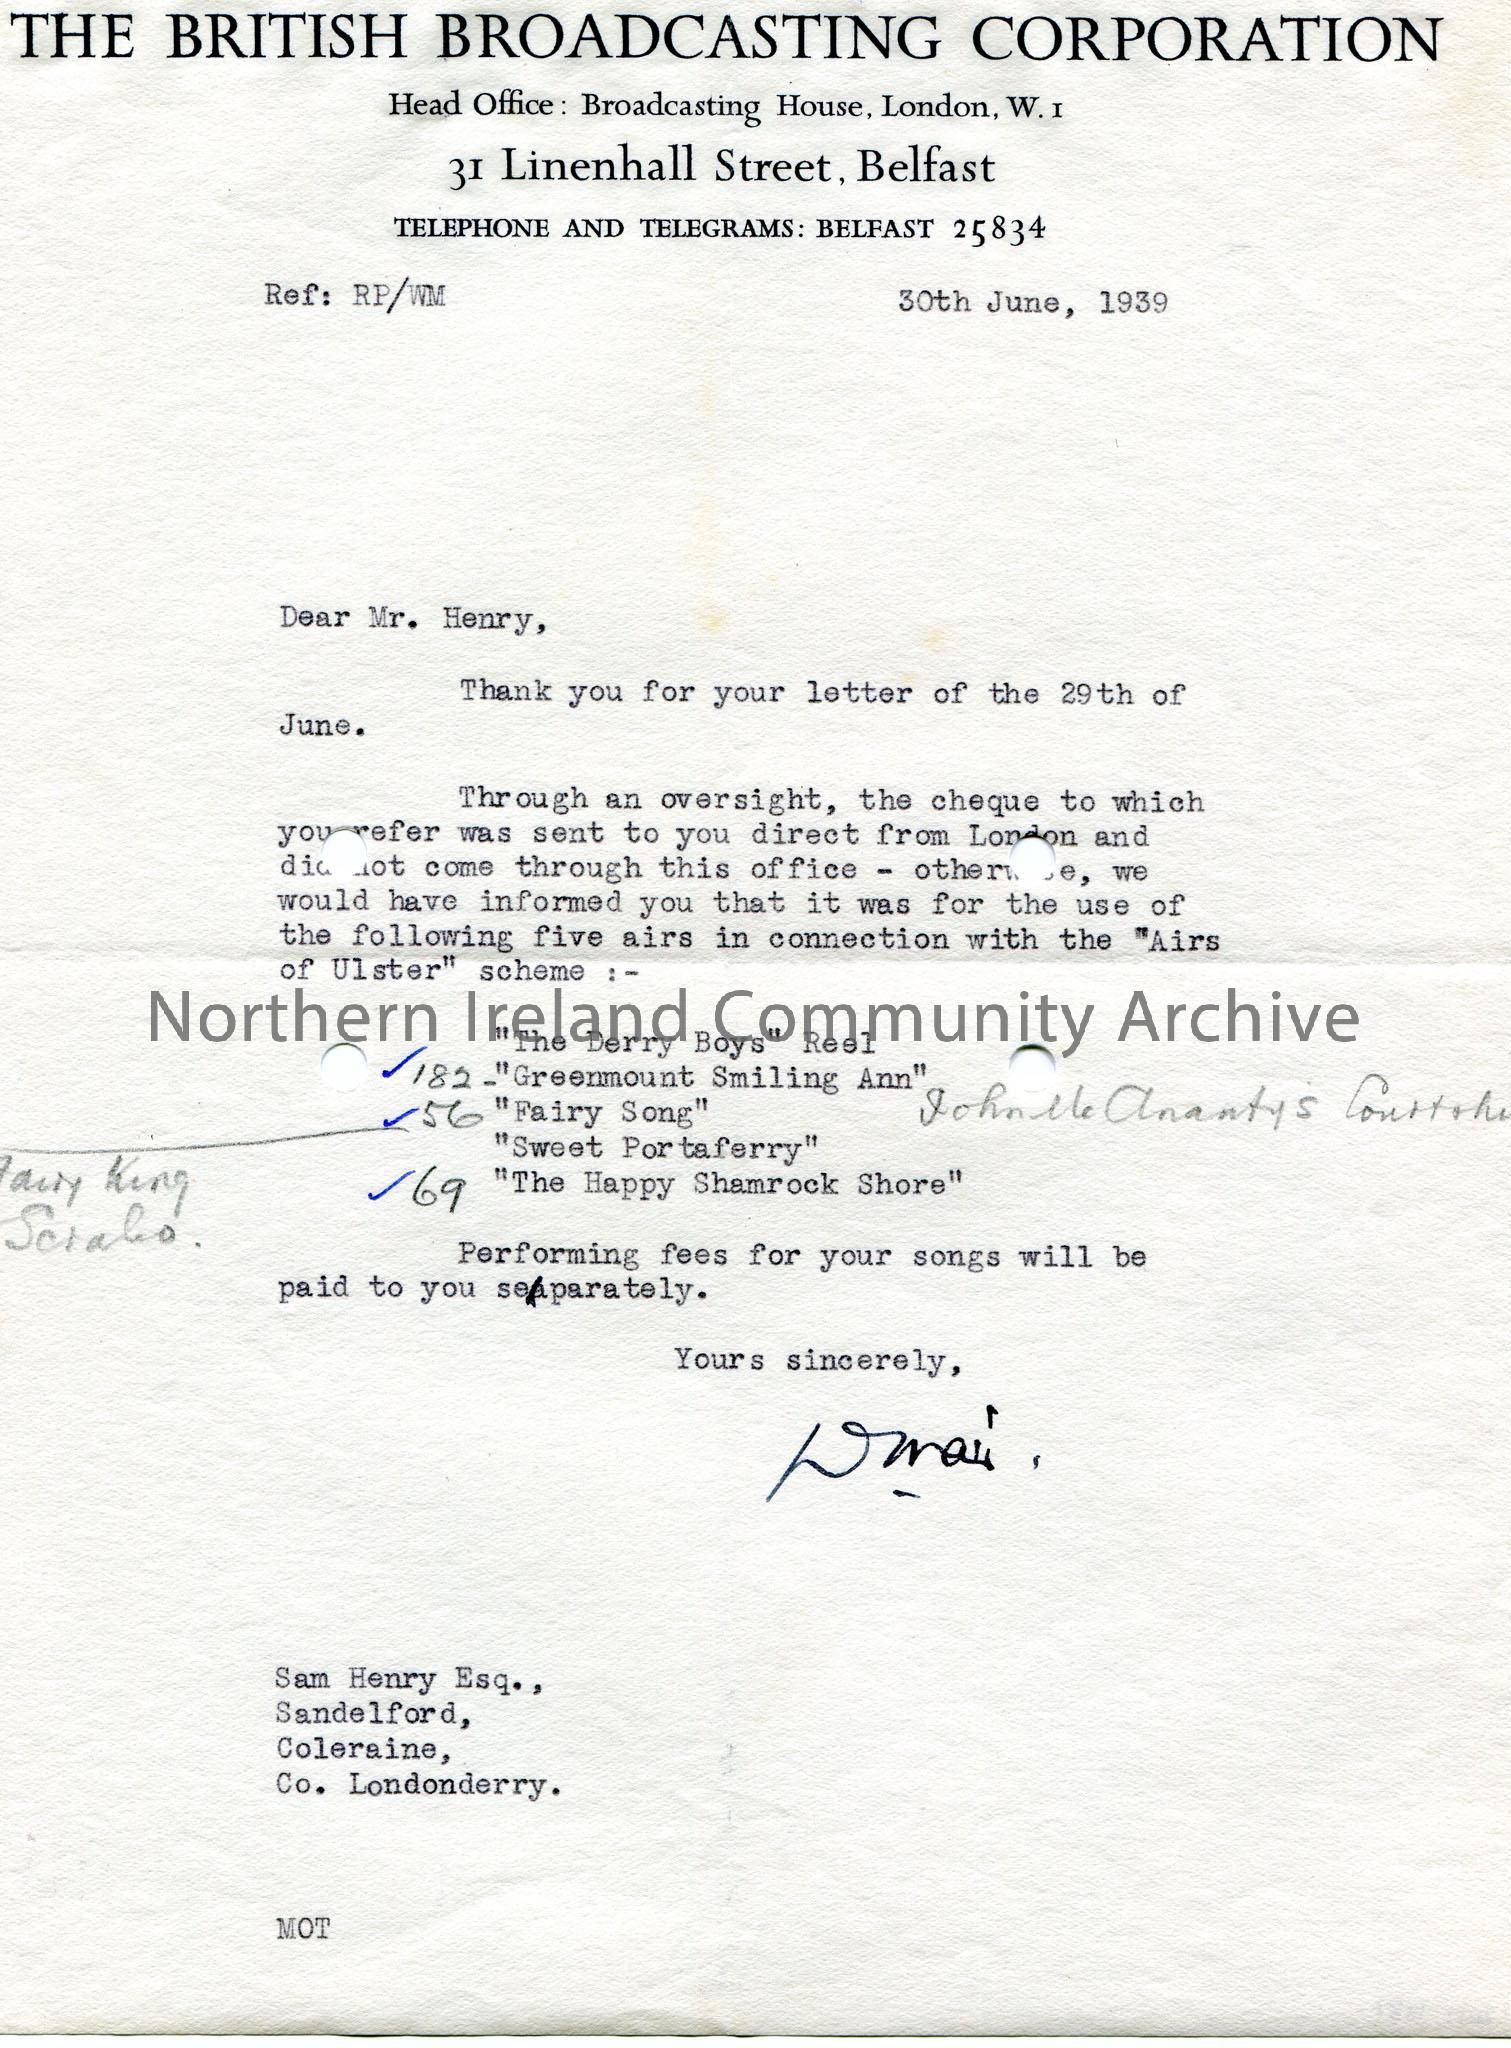 THE BRITISH BROADCASTING CORPORATION
Head Office: Broadcasting House, London, W. 1
31 Linenhall Street, Belfast
TELEPHONE AND TELEGRAMS: BELFAST 25834
Ref: RP/WM
30th June, 1939
Dear Mr. Henry,
Thank you for your letter of the 29th of
June.
Through an oversight, the cheque to which
you refer was sent to you direct from London and
did not come through this office - otherwise, we
would have informed you that it was for the use of
the following five airs in connection with the "Airs
of Ulster" scheme :-
Northern Ireland Community Archive
"The Derry Boys" Reel
✓ 182 - "Greenmount Smiling Ann"
✓ 56 "Fairy Song"
John
"Sweet Portaferry"
✓ 69 "The Happy Shamrock Shore"
Fairy King
Scrabo.
Performing fees for your songs will be
paid to you separately.
Yours sincerely,
Sam Henry Esq.,
Sandelford,
Coleraine,
Co. Londonderry.
MOT